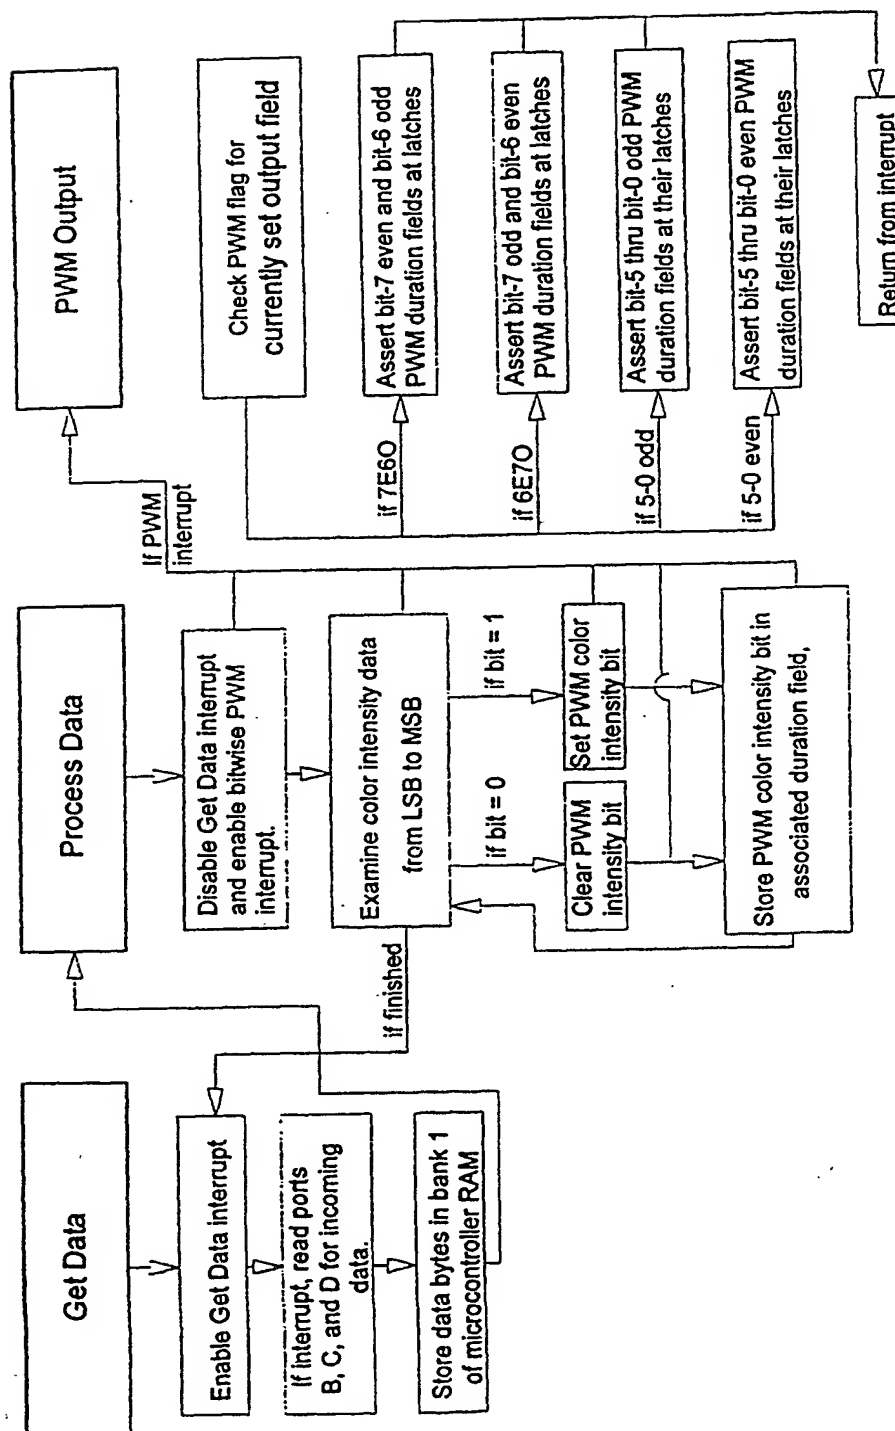 Get Data
Enable Get Data interrupt
If interrupt, read ports
B, C, and D for incoming
data.
Store data bytes in bank 1
of microcontroller RAM
Process Data
Disable Get Data interrupt
and enable bitwise PWM
interrupt.
if finished
Examine color intensity data
from LSB to MSB
if bit = 0
if bit = 1
Clear PWM
intensity bit
Set PWM color
intensity bit
Store PWM color intensity bit in
associated duration field,
If PWM
interrupt
PWM Output
Check PWM flag for
currently set output field
if 7E6O
Assert bit-7 even and bit-6 odd
PWM duration fields at latches
if 6E7O
Assert bit-7 odd and bit-6 even
PWM duration fields at latches
if 5-0 odd
Assert bit-5 thru bit-0 odd PWM
duration fields at their latches
if 5-0 even
Assert bit-5 thru bit-0 even PWM
duration fields at their latches
Return from interrupt